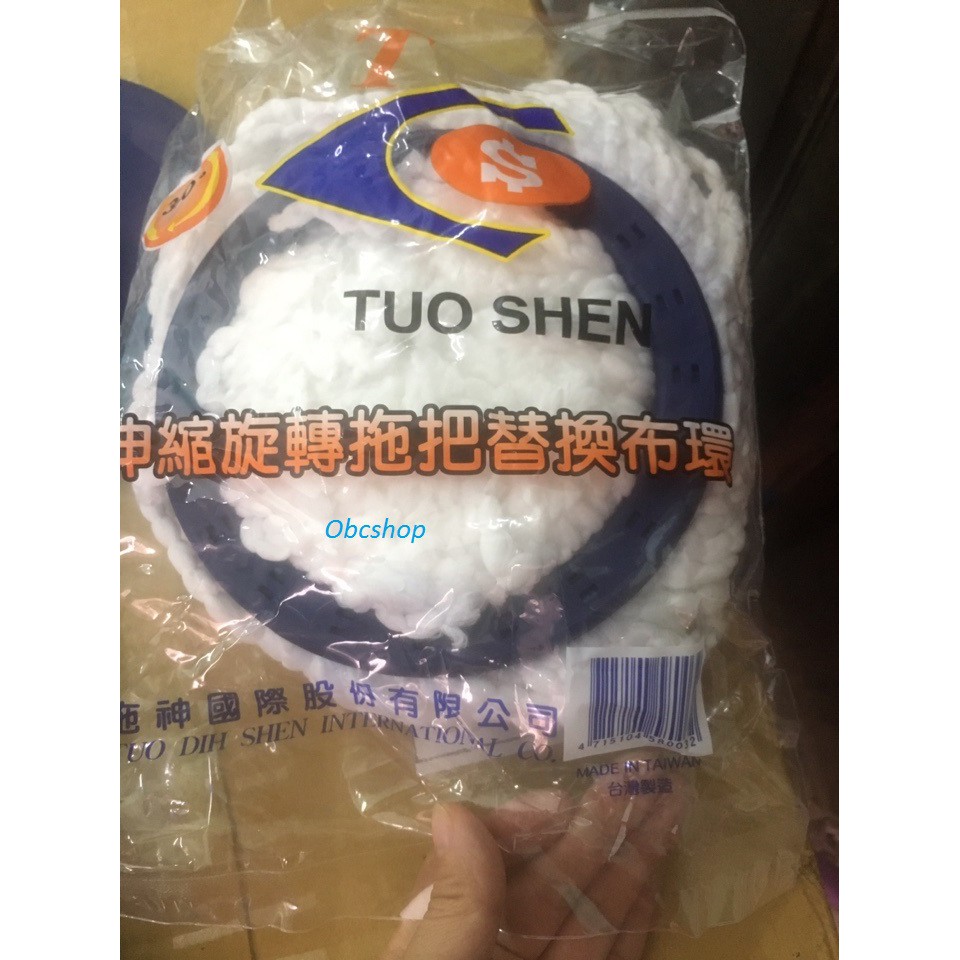 T
30°
$
TUO SHEN
伸縮旋轉拖把替換布環
Obcshop
拖神國際股份有限公司
TUO DIH SHEN INTERNATIONAL CO.
MADE IN TAIWAN
台灣製造